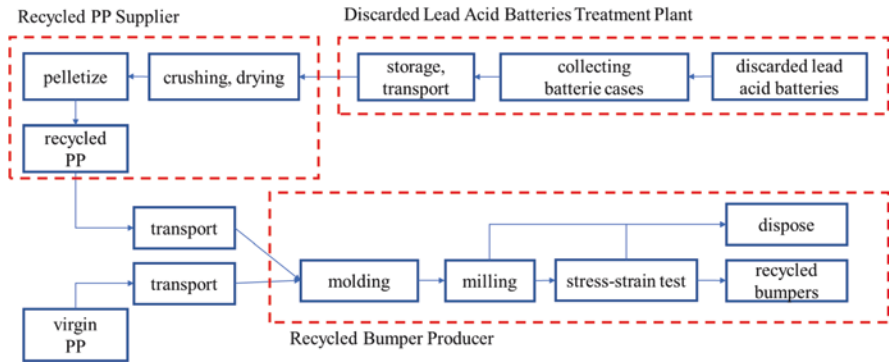 Recycled PP Supplier
Discarded Lead Acid Batteries Treatment Plant
pelletize
crushing, drying
storage,
transport
collecting
batterie cases
discarded lead
acid batteries
recycled
PP
transport
dispose
molding
milling
stress-strain test
recycled
bumpers
transport
virgin
PP
Recycled Bumper Producer